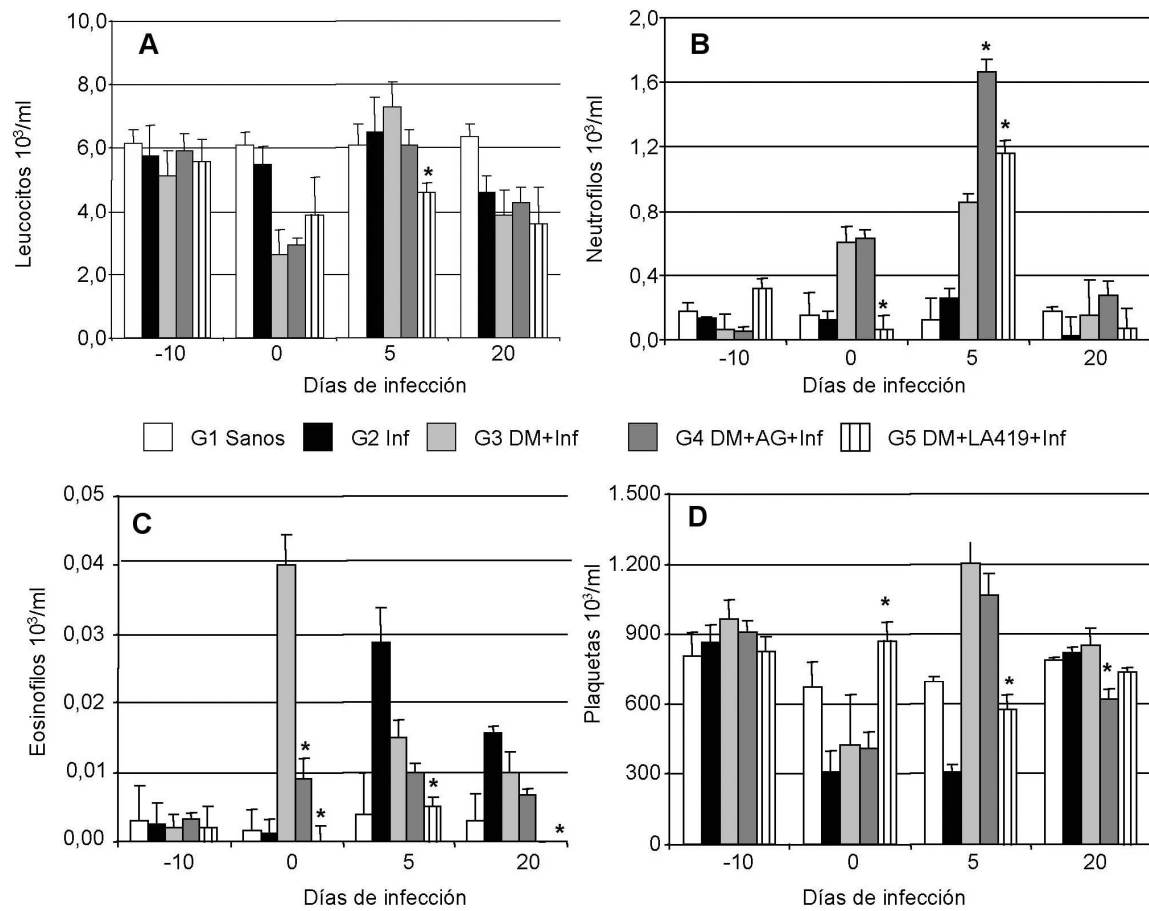 A
Leucocitos 10³/ml
10,0
8,0
6,0
4,0
2,0
0,0
*
-10 0 5 20
Días de infección
B
Neutrofilos 10³/ml
2,0
1,6
1,2
0,8
0,4
0,0
*
*
*
-10 0 5 20
Días de infección
G1 Sanos G2 Inf G3 DM+Inf G4 DM+AG+Inf G5 DM+LA419+Inf
C
Eosinofilos 10³/ml
0,05
0,04
0,03
0,02
0,01
0,00
*
*
*
*
-10 0 5 20
Días de infección
D
Plaquetas 10³/ml
1.500
1.200
900
600
300
0
*
*
*
-10 0 5 20
Días de infección